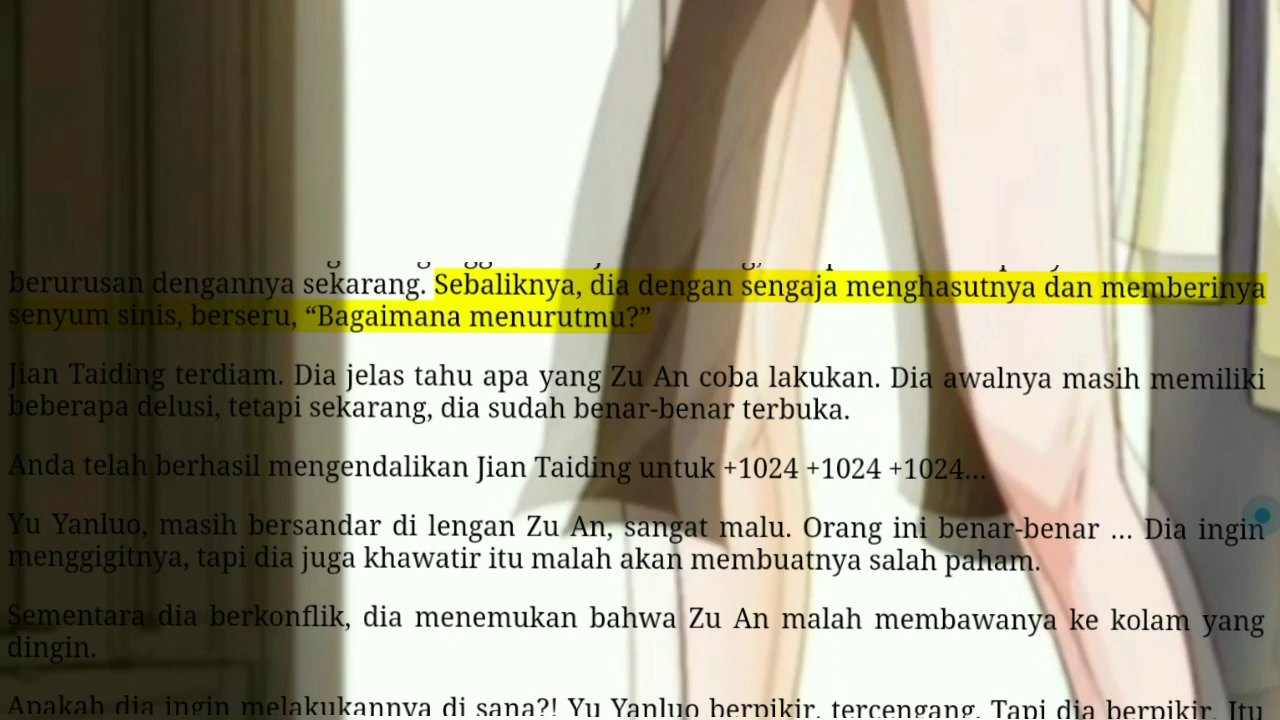 berurusan dengannya sekarang. Sebaliknya, dia dengan sengaja menghasutnya dan memberinya
senyum sinis, berseru, “Bagaimana menurutmu?”
Jian Taiding terdiam. Dia jelas tahu apa yang Zu An coba lakukan. Dia awalnya masih memiliki
beberapa delusi, tetapi sekarang, dia sudah benar-benar terbuka.
Anda telah berhasil mengendalikan Jian Taiding untuk +1024 +1024 +1024...
Yu Yanluo, masih bersandar di lengan Zu An, sangat malu. Orang ini benar-benar ... Dia ingin
menggigitnya, tapi dia juga khawatir itu malah akan membuatnya salah paham.
Sementara dia berkonflik, dia menemukan bahwa Zu An malah membawanya ke kolam yang
dingin.
Apakah dia ingin melakukannya di sana?! Yu Yanluo berpikir, tercengang. Tapi dia berpikir, Itu